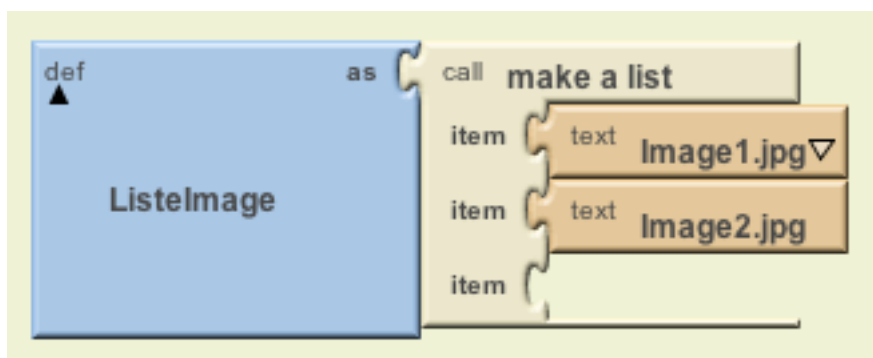 def as call make a list
item text Image1.jpg
ListeImage
item text Image2.jpg
item